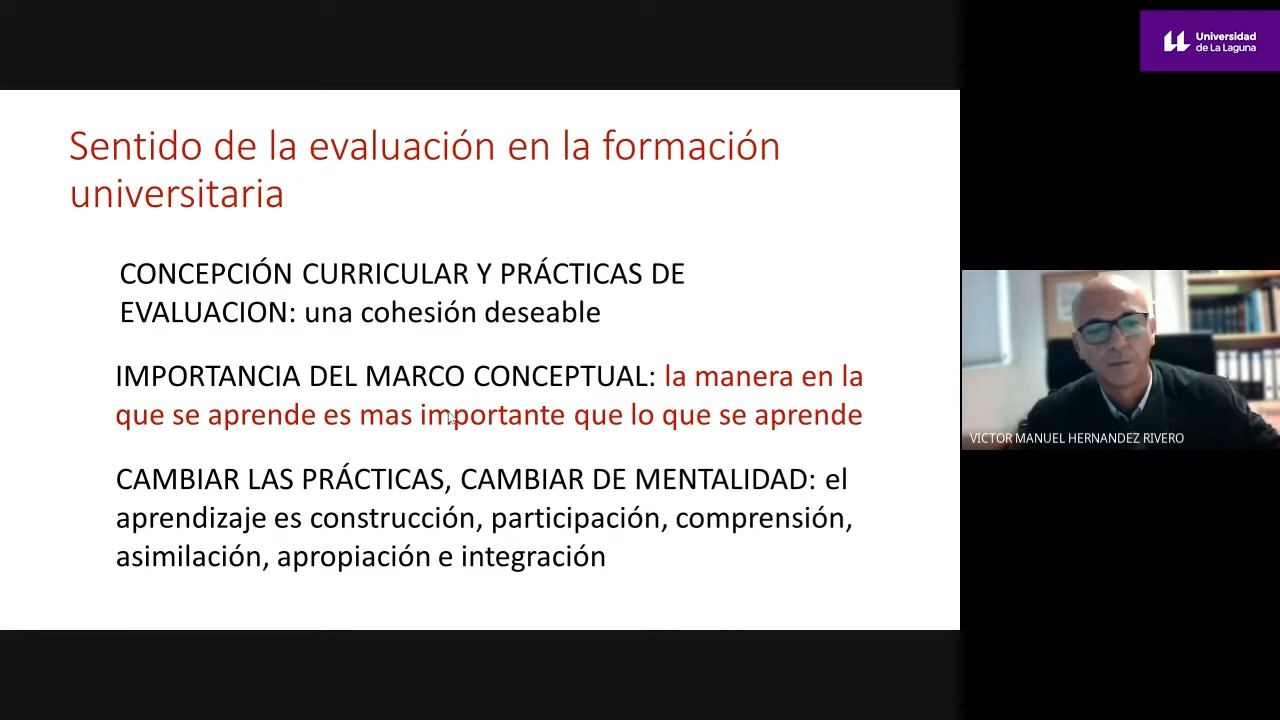 Universidad
de La Laguna
Sentido de la evaluación en la formación
universitaria
CONCEPCIÓN CURRICULAR Y PRÁCTICAS DE
EVALUACION: una cohesión deseable
IMPORTANCIA DEL MARCO CONCEPTUAL: la manera en la
que se aprende es mas importante que lo que se aprende
CAMBIAR LAS PRÁCTICAS, CAMBIAR DE MENTALIDAD: el
aprendizaje es construcción, participación, comprensión,
asimilación, apropiación e integración
VICTOR MANUEL HERNANDEZ RIVERO